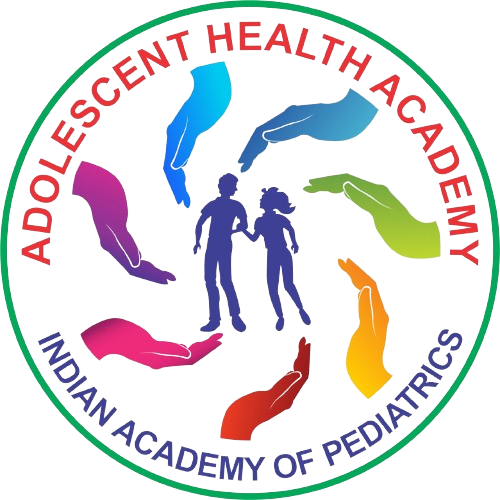 ADOLESCENT HEALTH ACADEMY
INDIAN ACADEMY OF PEDIATRICS